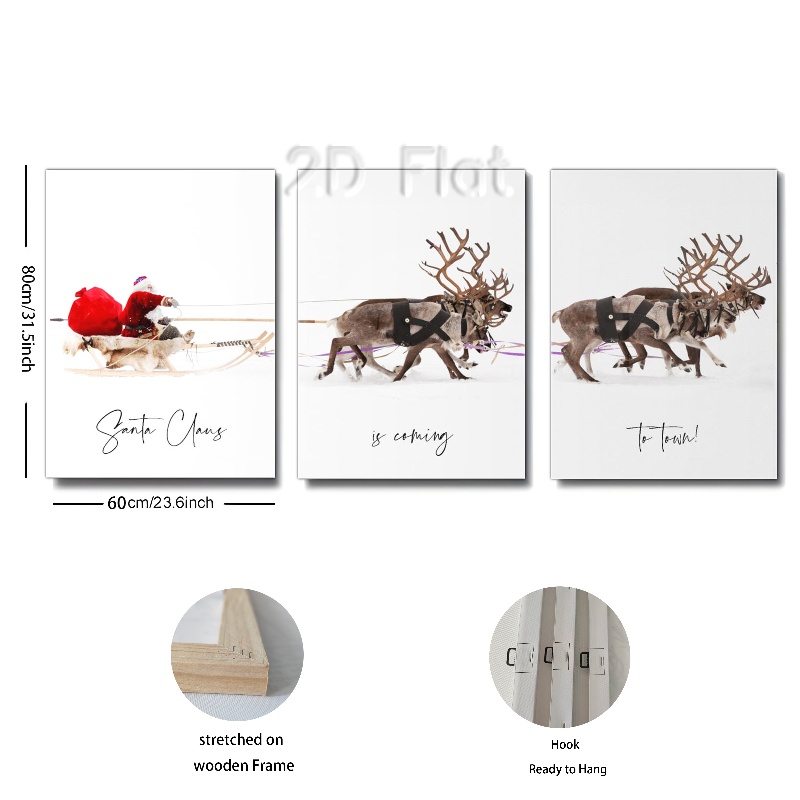 2D Flat
80cm/31.5inch
Santa Claus
is coming
to town!
60cm/23.6inch
stretched on
wooden Frame
Hook
Ready to Hang